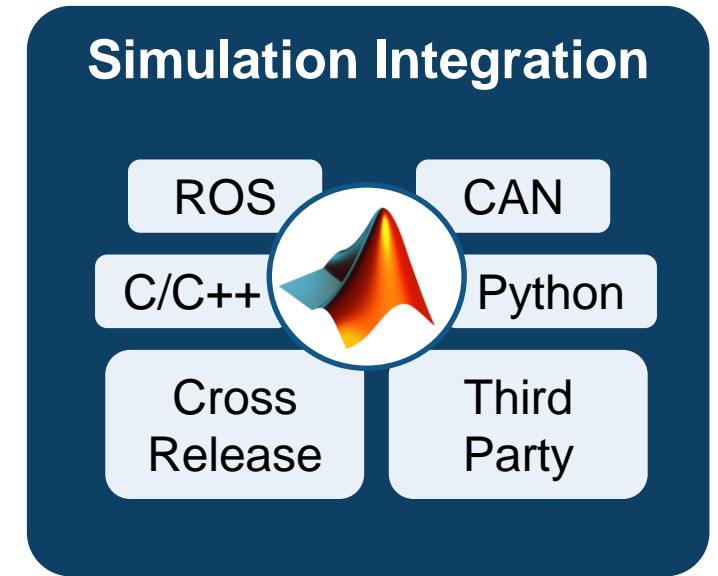 Simulation Integration
ROS
CAN
C/C++
Python
Cross
Release
Third
Party